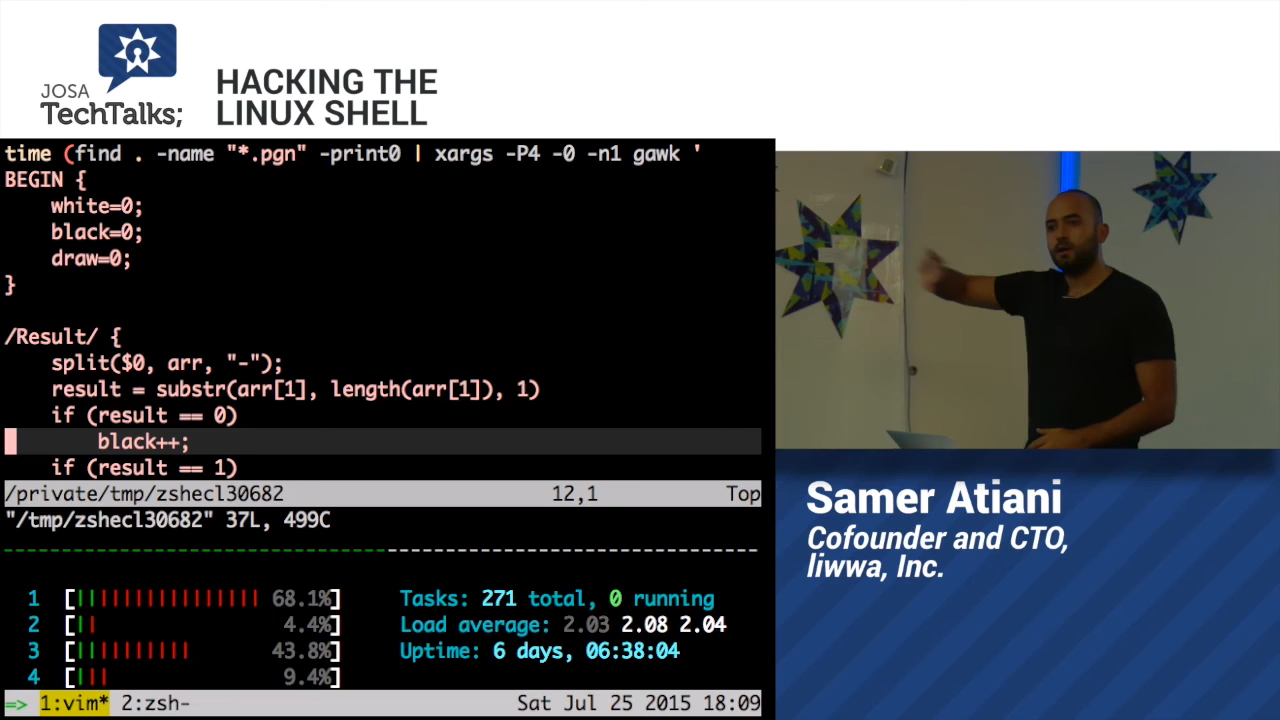 JOSA
TechTalks;
HACKING THE
LINUX SHELL
time (find . -name "*.pgn" -print0 | xargs -P4 -0 -n1 gawk '
BEGIN {
    white=0;
    black=0;
    draw=0;
}
/Result/ {
    split($0, arr, "-");
    result = substr(arr[1], length(arr[1]), 1)
    if (result == 0)
        black++;
    if (result == 1)
/private/tmp/zshecl30682 12,1 Top
"/tmp/zshecl30682" 37L, 499C
1 [||||||||||||||||| 68.1%] Tasks: 271 total, 0 running
2 [|| 4.4%] Load average: 2.03 2.08 2.04
3 [|||||||||| 43.8%] Uptime: 6 days, 06:38:04
4 [||| 9.4%]
=> 1:vim* 2:zsh- Sat Jul 25 2015 18:09
Samer Atiani
Cofounder and CTO,
liwwa, Inc.